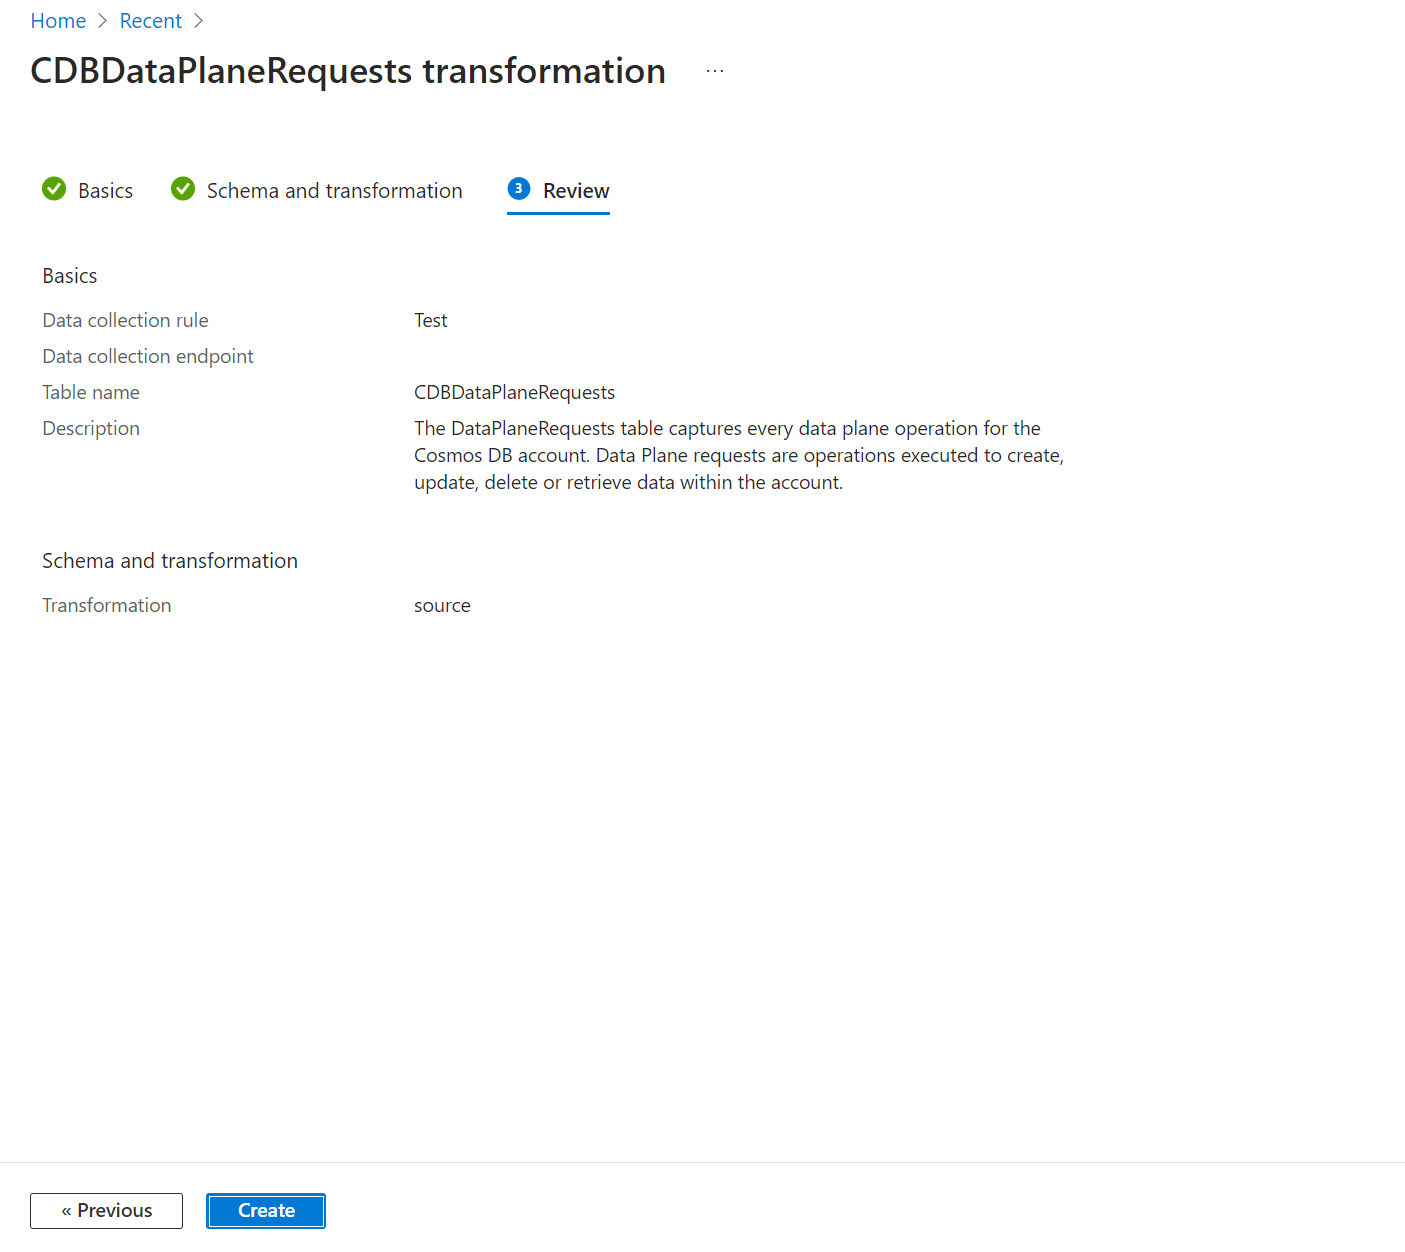 Home > Recent >
CDBDataPlaneRequests transformation ...
Basics Schema and transformation 3 Review
Basics
Data collection rule Test
Data collection endpoint
Table name CDBDataPlaneRequests
Description The DataPlaneRequests table captures every data plane operation for the
Cosmos DB account. Data Plane requests are operations executed to create,
update, delete or retrieve data within the account.
Schema and transformation
Transformation source
« Previous Create